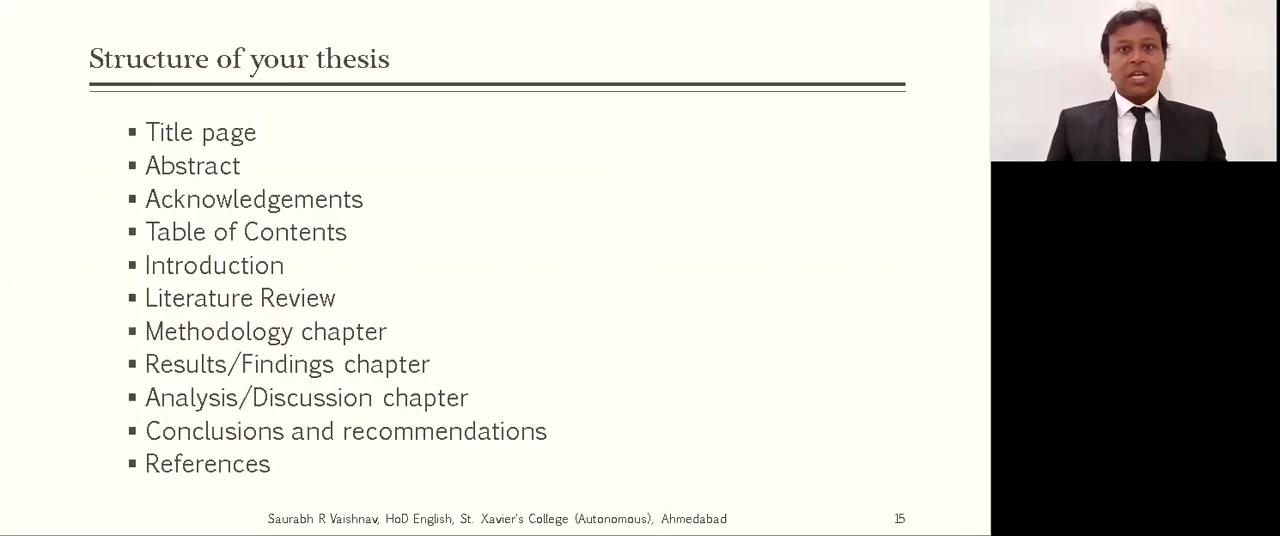 Structure of your thesis
▪ Title page
▪ Abstract
▪ Acknowledgements
▪ Table of Contents
▪ Introduction
▪ Literature Review
▪ Methodology chapter
▪ Results/Findings chapter
▪ Analysis/Discussion chapter
▪ Conclusions and recommendations
▪ References
Saurabh R Vaishnav, HoD English, St. Xavier's College (Autonomous), Ahmedabad
15